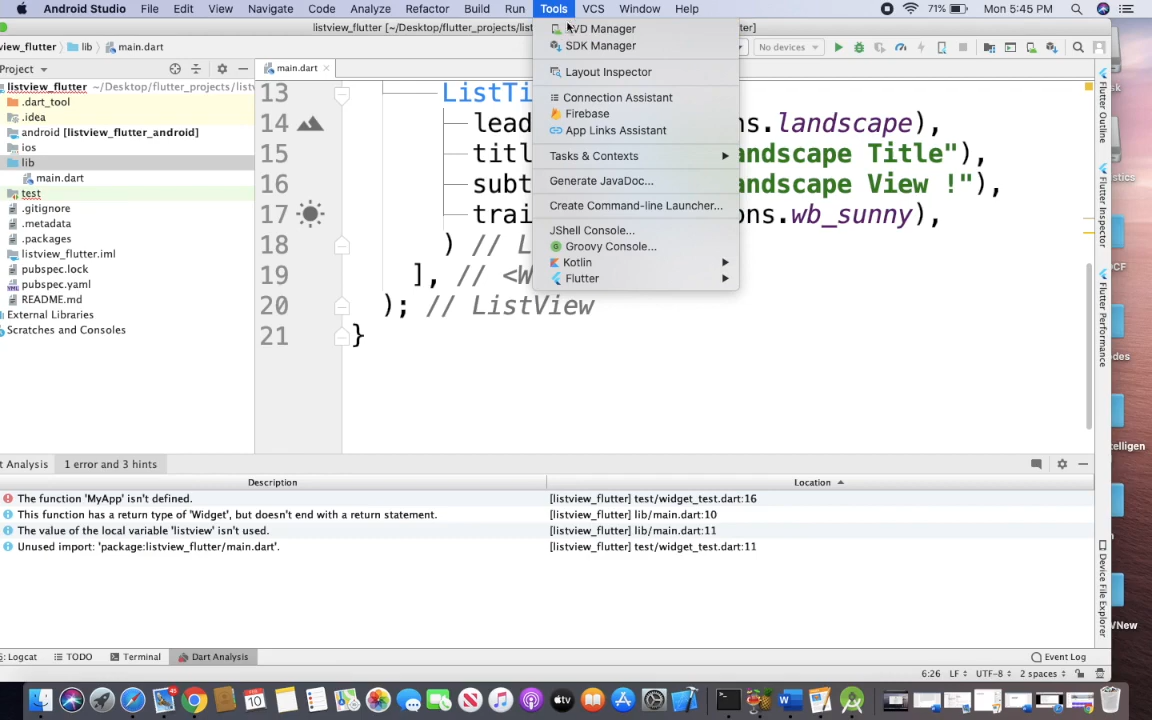 Android Studio File Edit View Navigate Code Analyze Refactor Build Run Tools VCS Window Help 71% Mon 5:45 PM
listview_flutter [~/Desktop/flutter_projects/list ter]
view_flutter lib main.dart No devices
Project main.dart
listview_flutter ~/Desktop/flutter_projects/listv
.dart_tool
.idea
android [listview_flutter_android]
ios
lib
main.dart
test
.gitignore
.metadata
.packages
listview_flutter.iml
pubspec.lock
pubspec.yaml
README.md
External Libraries
Scratches and Consoles
13 ListTi
14 lead ns.landscape),
15 titl andscape Title"),
16 subt andscape View !"),
17 trai ons.wb_sunny),
18 ) // L
19 ], // <W
20 ); // ListView
21 }
AVD Manager
SDK Manager
Layout Inspector
Connection Assistant
Firebase
App Links Assistant
Tasks & Contexts
Generate JavaDoc...
Create Command-line Launcher...
JShell Console...
Groovy Console...
Kotlin
Flutter
Flutter Outline
Flutter Inspector
Flutter Performance
Device File Explorer
t Analysis 1 error and 3 hints
Description Location
The function 'MyApp' isn't defined. [listview_flutter] test/widget_test.dart:16
This function has a return type of 'Widget', but doesn't end with a return statement. [listview_flutter] lib/main.dart:10
The value of the local variable 'listview' isn't used. [listview_flutter] lib/main.dart:11
Unused import: 'package:listview_flutter/main.dart'. [listview_flutter] test/widget_test.dart:11
: Logcat TODO Terminal Dart Analysis Event Log
6:26 LF UTF-8 2 spaces
sk
stics
CF
des
telligen
VNew